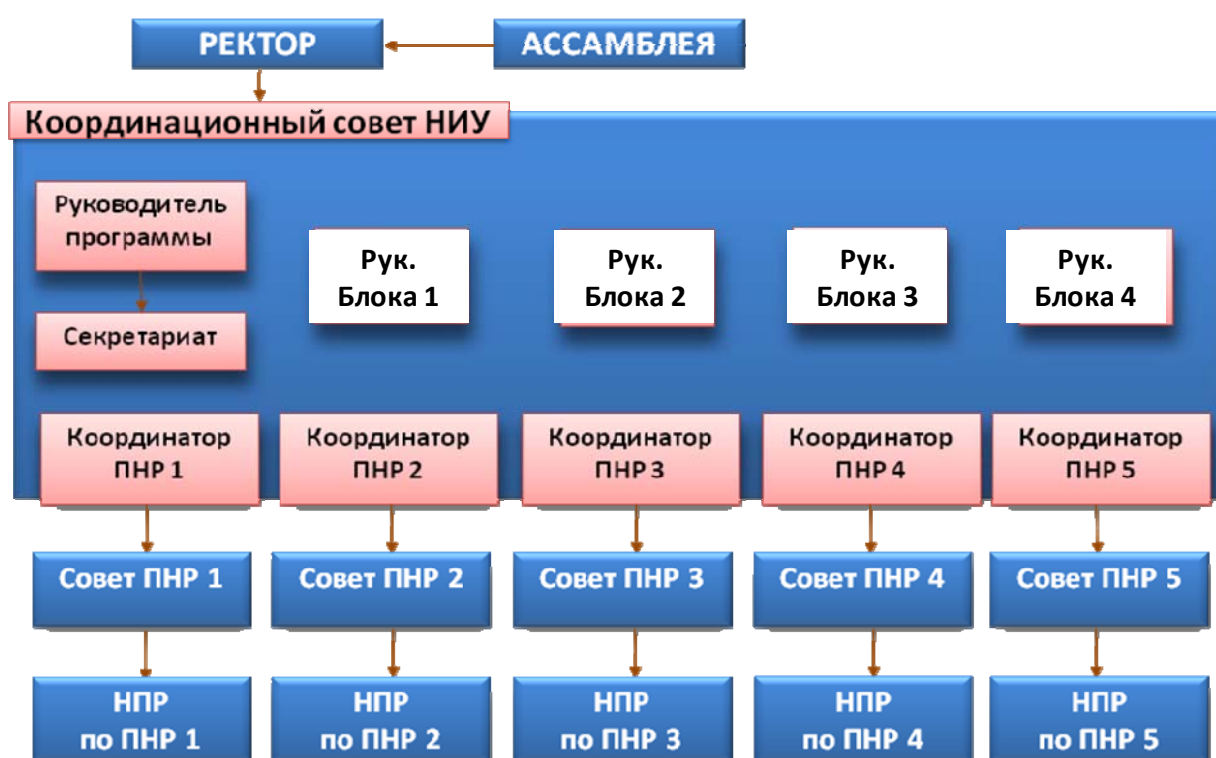 РЕКТОР
АССАМБЛЕЯ
Координационный совет НИУ
Руководитель
программы
Секретариат
Рук.
Блока 1
Рук.
Блока 2
Рук.
Блока 3
Рук.
Блока 4
Координатор
ПНР 1
Координатор
ПНР 2
Координатор
ПНР 3
Координатор
ПНР 4
Координатор
ПНР 5
Совет ПНР 1
Совет ПНР 2
Совет ПНР 3
Совет ПНР 4
Совет ПНР 5
НПР
по ПНР 1
НПР
по ПНР 2
НПР
по ПНР 3
НПР
по ПНР 4
НПР
по ПНР 5